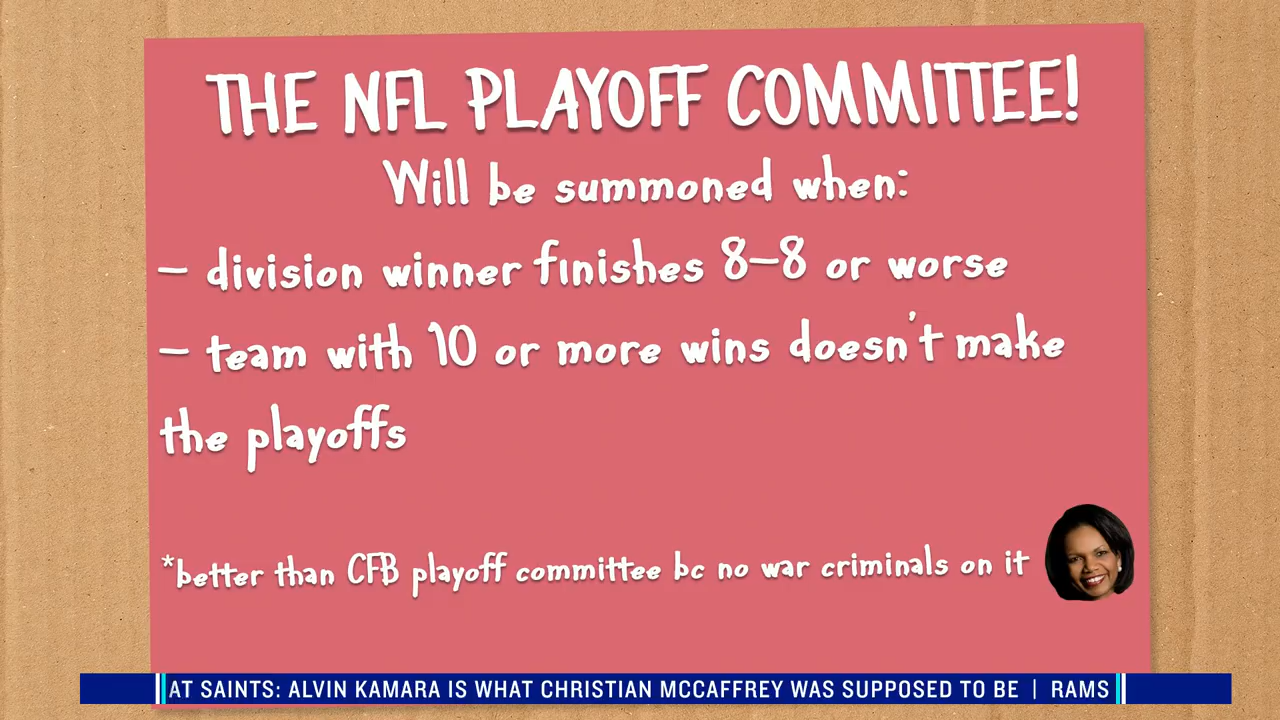 THE NFL PLAYOFF COMMITTEE!
Will be summoned when:
– division winner finishes 8–8 or worse
– team with 10 or more wins doesn't make
the playoffs
*better than CFB playoff committee bc no war criminals on it
AT SAINTS: ALVIN KAMARA IS WHAT CHRISTIAN MCCAFFREY WAS SUPPOSED TO BE | RAMS